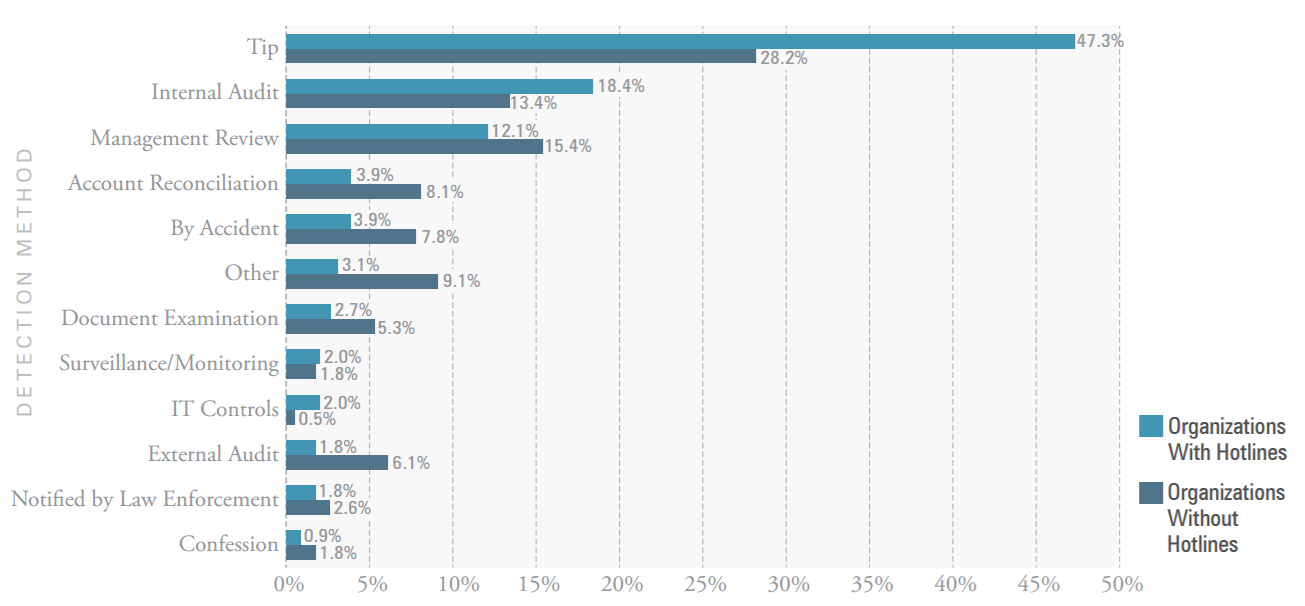 DETECTION METHOD
Tip
47.3%
28.2%
Internal Audit
18.4%
13.4%
Management Review
12.1%
15.4%
Account Reconciliation
3.9%
8.1%
By Accident
3.9%
7.8%
Other
3.1%
9.1%
Document Examination
2.7%
5.3%
Surveillance/Monitoring
2.0%
1.8%
IT Controls
2.0%
0.5%
External Audit
1.8%
6.1%
Notified by Law Enforcement
1.8%
2.6%
Confession
0.9%
1.8%
0% 5% 10% 15% 20% 25% 30% 35% 40% 45% 50%
Organizations
With Hotlines
Organizations
Without
Hotlines